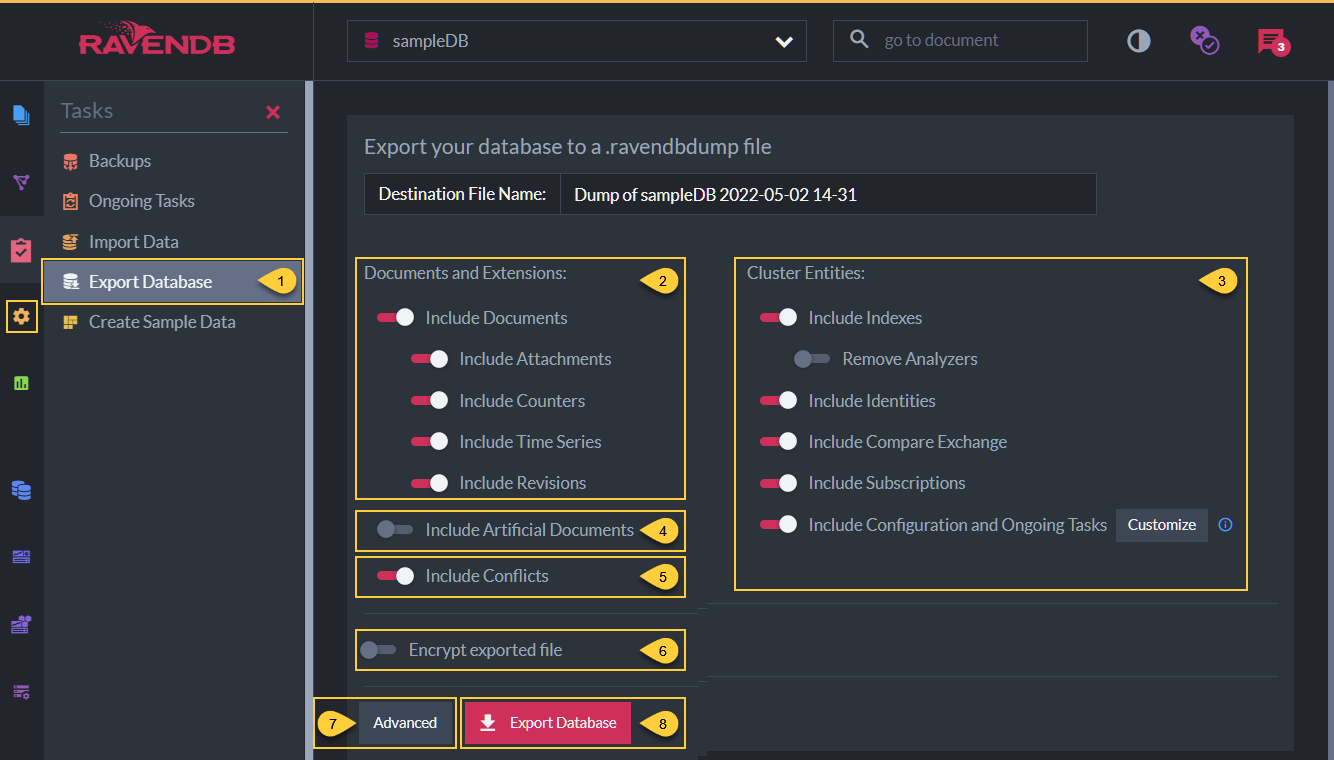 RAVENDB
sampleDB
go to document
3
Tasks
Backups
Ongoing Tasks
Import Data
Export Database
1
Create Sample Data
Export your database to a .ravendbdump file
Destination File Name:
Dump of sampleDB 2022-05-02 14-31
Documents and Extensions:
2
Include Documents
Include Attachments
Include Counters
Include Time Series
Include Revisions
Include Artificial Documents
4
Include Conflicts
5
Cluster Entities:
3
Include Indexes
Remove Analyzers
Include Identities
Include Compare Exchange
Include Subscriptions
Include Configuration and Ongoing Tasks
Customize
Encrypt exported file
6
7
Advanced
Export Database
8